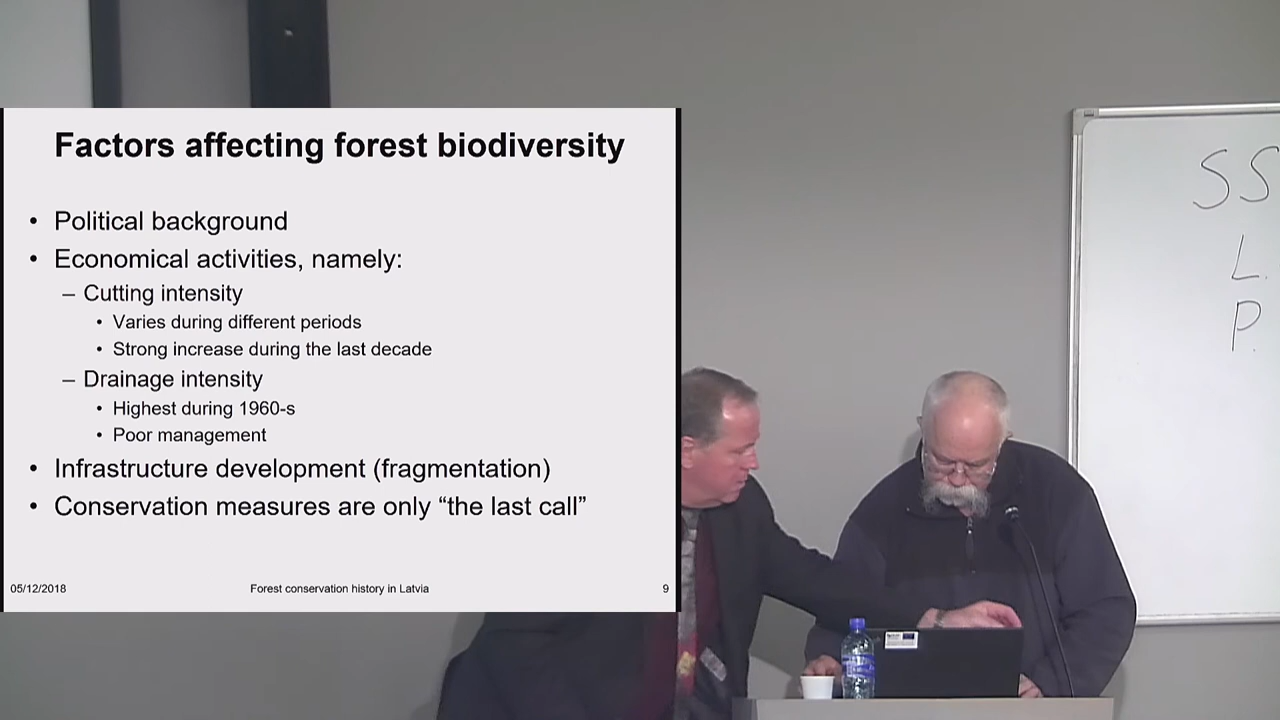 Factors affecting forest biodiversity
• Political background
• Economical activities, namely:
– Cutting intensity
• Varies during different periods
• Strong increase during the last decade
– Drainage intensity
• Highest during 1960-s
• Poor management
• Infrastructure development (fragmentation)
• Conservation measures are only “the last call”
05/12/2018 Forest conservation history in Latvia 9
SS
L.
P.